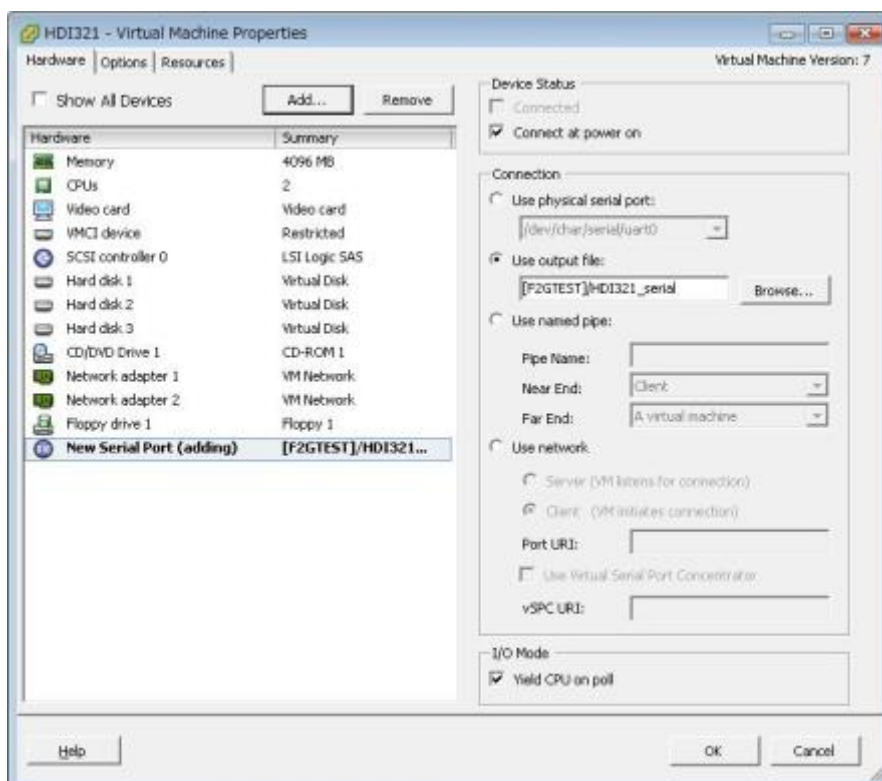 HDI321 - Virtual Machine Properties
Hardware Options Resources Virtual Machine Version: 7
Show All Devices Add... Remove
Hardware Summary
Memory 4096 MB
CPUs 2
Video card Video card
VMCI device Restricted
SCSI controller 0 LSI Logic SAS
Hard disk 1 Virtual Disk
Hard disk 2 Virtual Disk
Hard disk 3 Virtual Disk
CD/DVD Drive 1 CD-ROM 1
Network adapter 1 VM Network
Network adapter 2 VM Network
Floppy drive 1 Floppy 1
New Serial Port (adding) [F2GTEST]/HDI321...
Device Status
Connected
Connect at power on
Connection
Use physical serial port:
/dev/char/serial/uart0
Use output file:
[F2GTEST]/HDI321_serial Browse...
Use named pipe:
Pipe Name:
Near End: Client
Far End: A virtual machine
Use network
Server (VM listens for connection)
Client (VM initiates connection)
Port URI:
Use Virtual Serial Port Concentrator
vSPC URI:
I/O Mode
Yield CPU on poll
Help OK Cancel